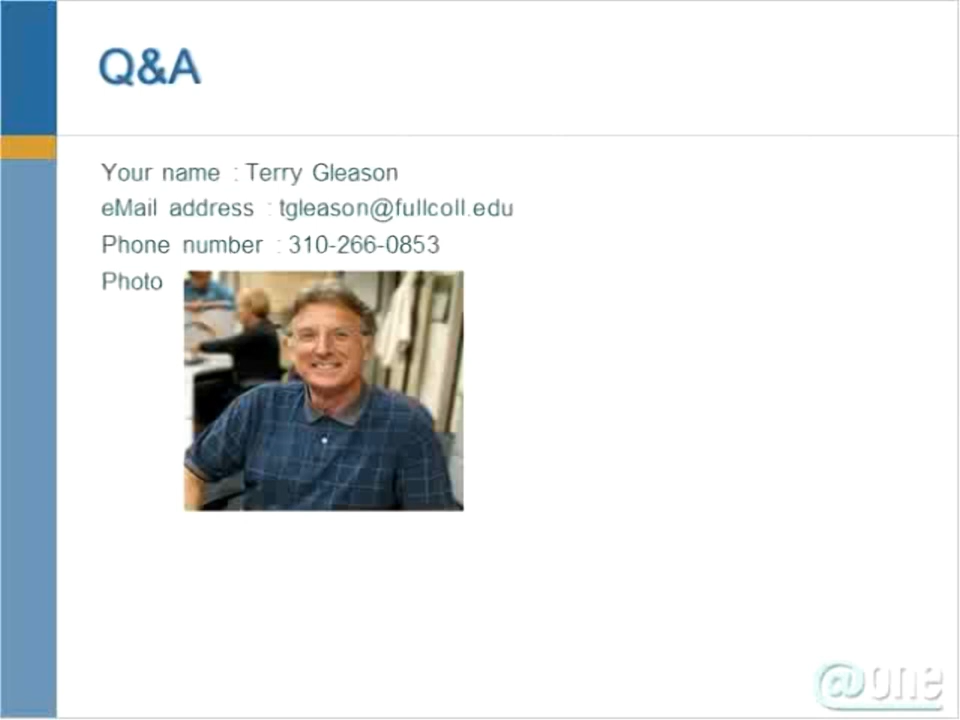 Q&A
Your name : Terry Gleason
eMail address : tgleason@fullcoll.edu
Phone number : 310-266-0853
Photo
@one